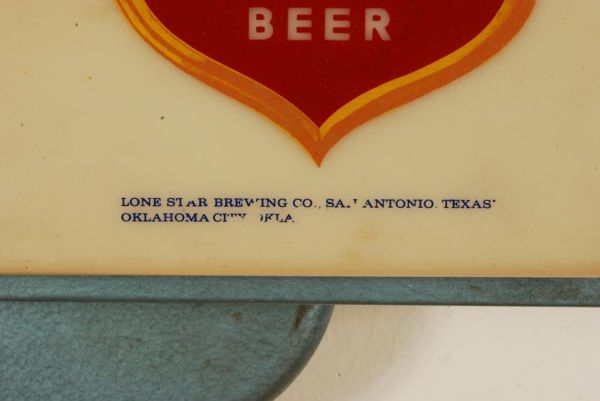 BEER
LONE STAR BREWING CO., SAN ANTONIO, TEXAS
OKLAHOMA CITY, OKLA.